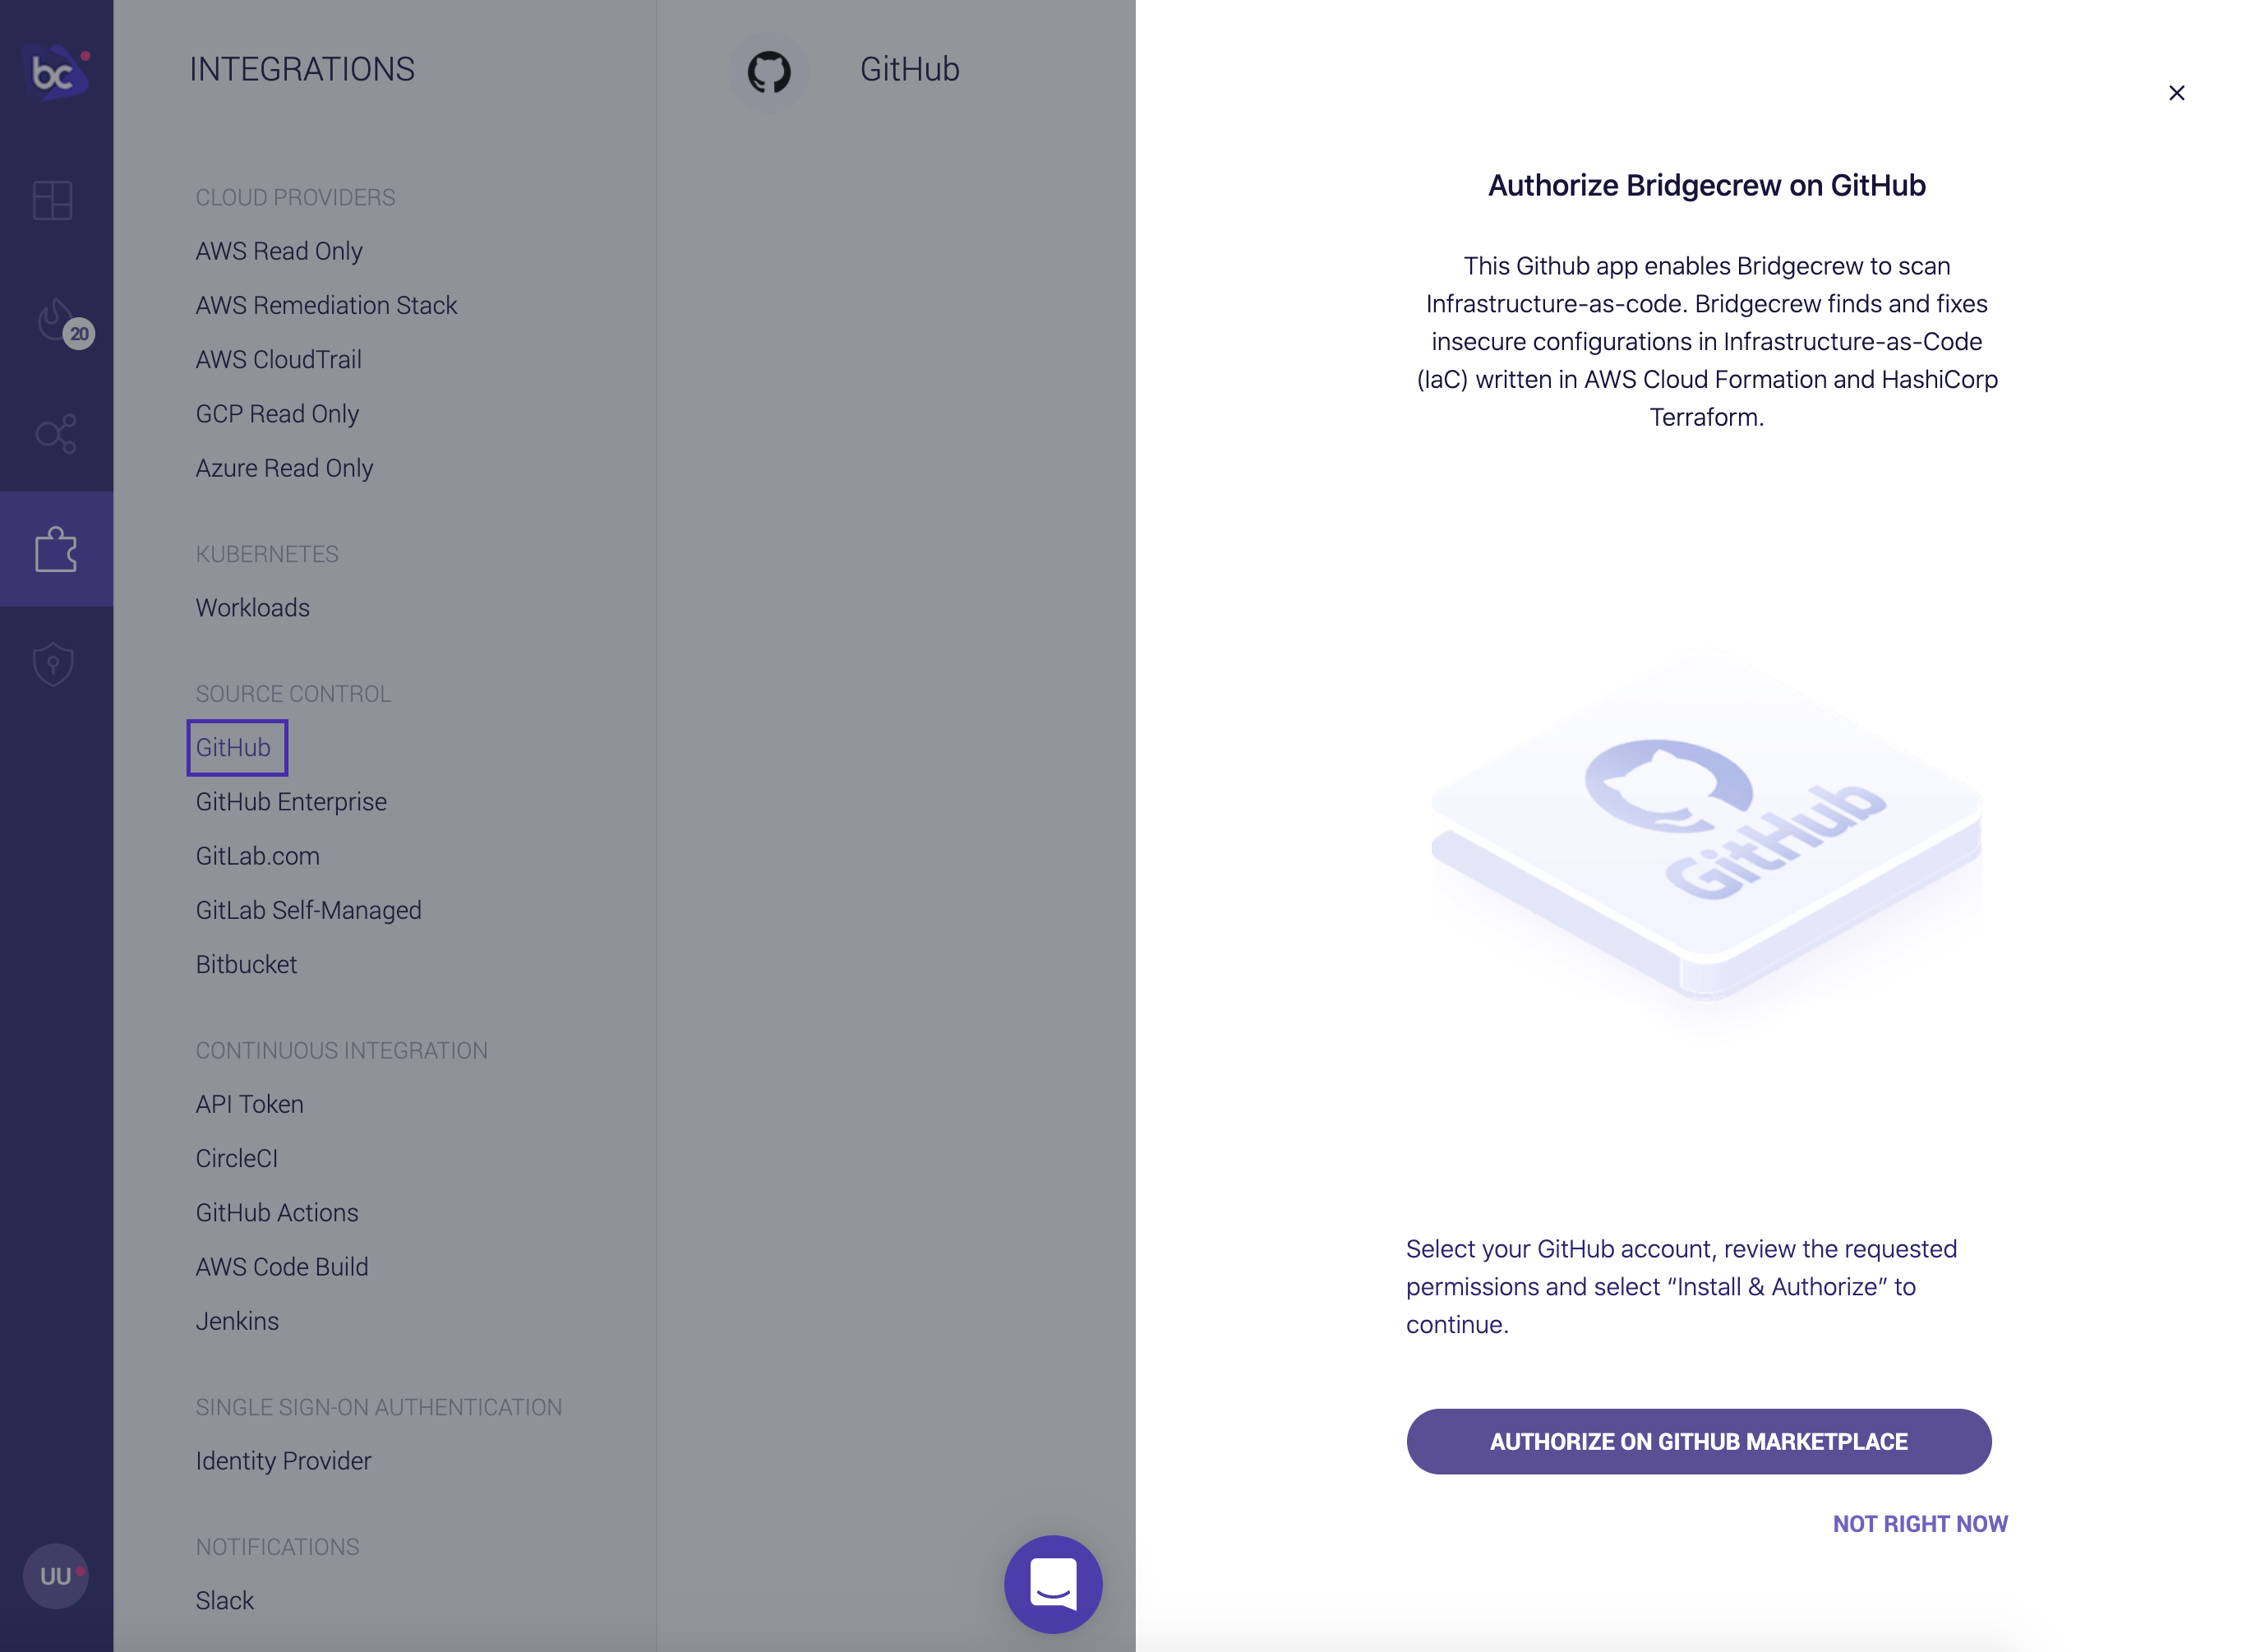 bc
20
UU
INTEGRATIONS
CLOUD PROVIDERS
AWS Read Only
AWS Remediation Stack
AWS CloudTrail
GCP Read Only
Azure Read Only
KUBERNETES
Workloads
SOURCE CONTROL
GitHub
GitHub Enterprise
GitLab.com
GitLab Self-Managed
Bitbucket
CONTINUOUS INTEGRATION
API Token
CircleCI
GitHub Actions
AWS Code Build
Jenkins
SINGLE SIGN-ON AUTHENTICATION
Identity Provider
NOTIFICATIONS
Slack
GitHub
Authorize Bridgecrew on GitHub
This Github app enables Bridgecrew to scan
Infrastructure-as-code. Bridgecrew finds and fixes
insecure configurations in Infrastructure-as-Code
(IaC) written in AWS Cloud Formation and HashiCorp
Terraform.
GitHub
Select your GitHub account, review the requested
permissions and select “Install & Authorize” to
continue.
AUTHORIZE ON GITHUB MARKETPLACE
NOT RIGHT NOW